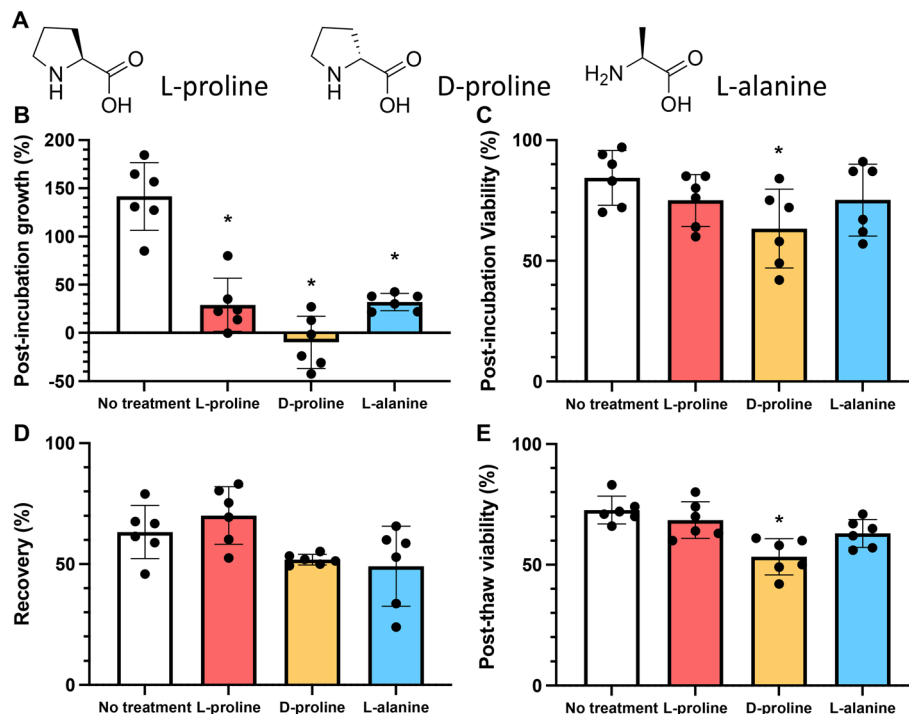 A
N
H
O
OH
L-proline
N
H
O
OH
D-proline
H₂N
O
OH
L-alanine
B
Post-incubation growth (%)
200
150
100
50
0
-50
*
*
*
No treatment L-proline D-proline L-alanine
C
Post-incubation Viability (%)
100
50
0
*
No treatment L-proline D-proline L-alanine
D
Recovery (%)
100
50
0
No treatment L-proline D-proline L-alanine
E
Post-thaw viability (%)
100
50
0
*
No treatment L-proline D-proline L-alanine